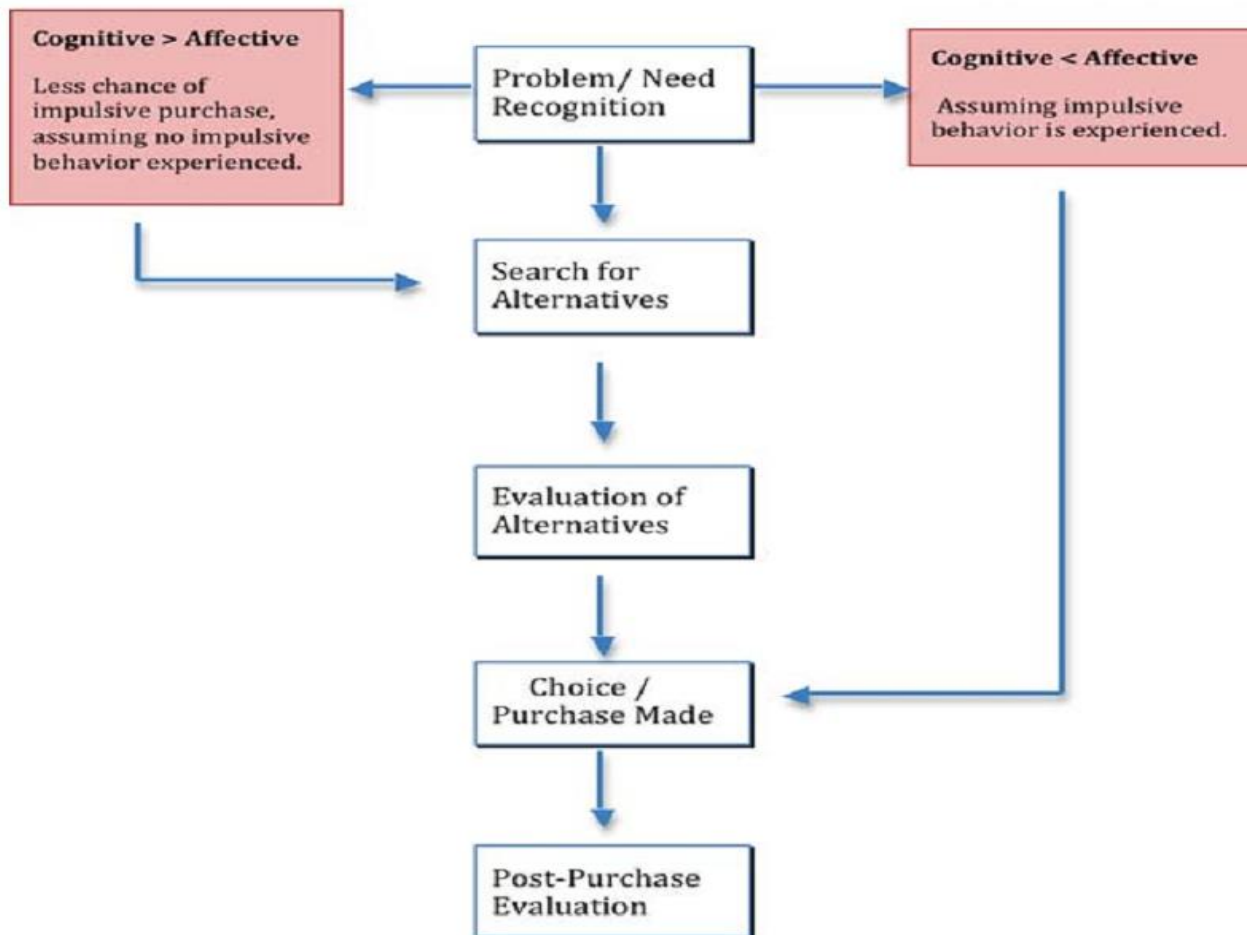 Cognitive > Affective
Less chance of
impulsive purchase,
assuming no impulsive
behavior experienced.
Problem/ Need
Recognition
Cognitive < Affective
Assuming impulsive
behavior is experienced.
Search for
Alternatives
Evaluation of
Alternatives
Choice /
Purchase Made
Post-Purchase
Evaluation